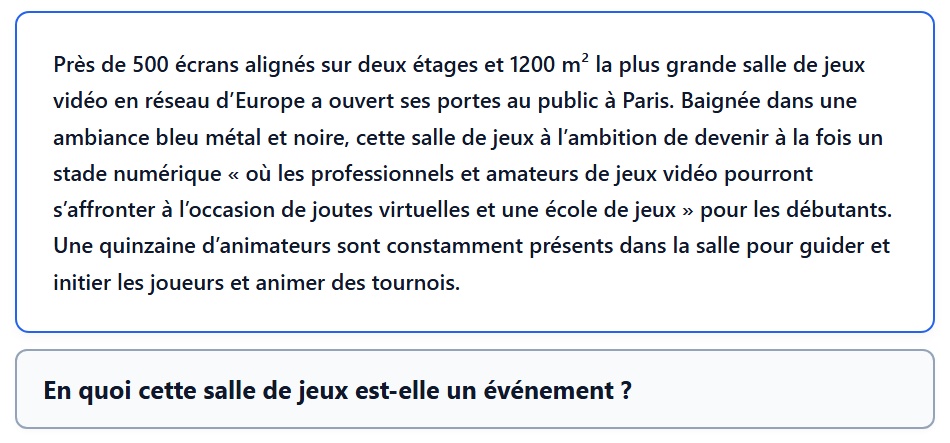 Près de 500 écrans alignés sur deux étages et 1200 m² la plus grande salle de jeux
vidéo en réseau d’Europe a ouvert ses portes au public à Paris. Baignée dans une
ambiance bleu métal et noire, cette salle de jeux à l’ambition de devenir à la fois un
stade numérique « où les professionnels et amateurs de jeux vidéo pourront
s’affronter à l’occasion de joutes virtuelles et une école de jeux » pour les débutants.
Une quinzaine d’animateurs sont constamment présents dans la salle pour guider et
initier les joueurs et animer des tournois.
En quoi cette salle de jeux est-elle un événement ?